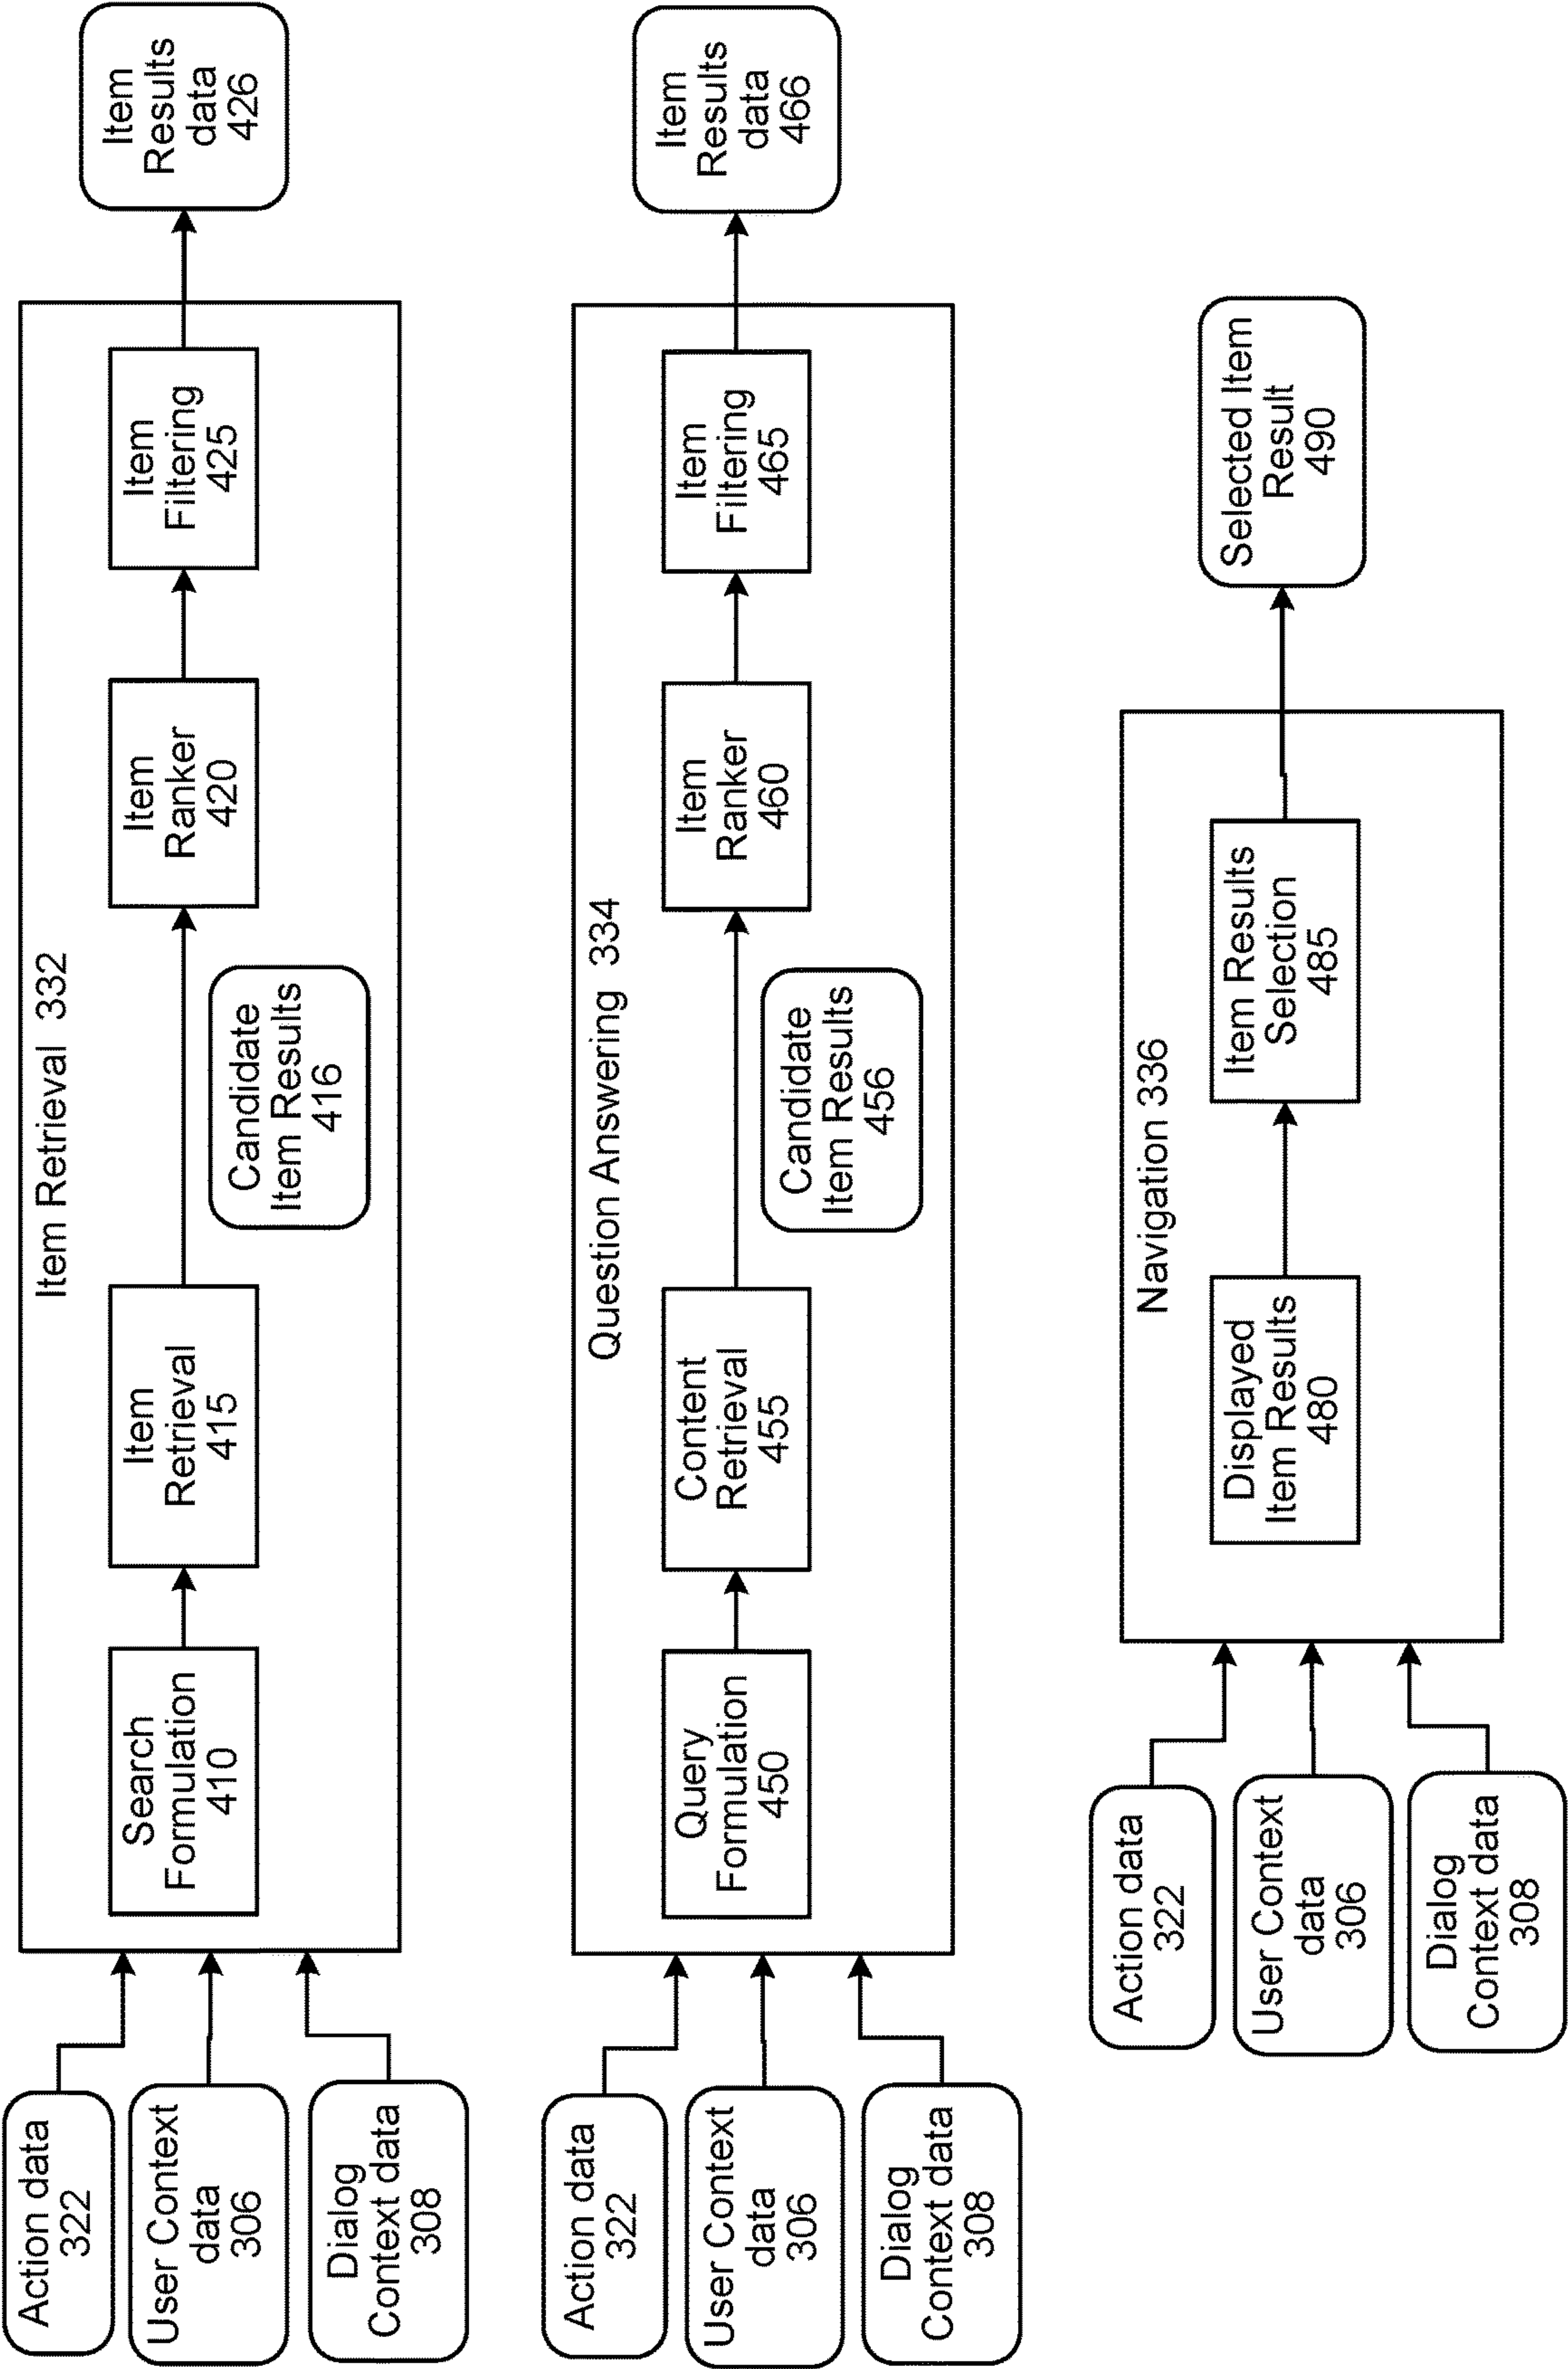 Item Retrieval  332
Action data
322
User Context
data
306
Dialog
Context data
308
Search
Formulation
410
Item
Retrieval
415
Candidate
Item Results
416
Item
Ranker
420
Item
Filtering
425
Item
Results
data
426
Question Answering  334
Action data
322
User Context
data
306
Dialog
Context data
308
Query
Formulation
450
Content
Retrieval
455
Candidate
Item Results
456
Item
Ranker
460
Item
Filtering
465
Item
Results
data
466
Navigation 336
Action data
322
User Context
data
306
Dialog
Context data
308
Displayed
Item Results
480
Item Results
Selection
485
Selected Item
Result
490